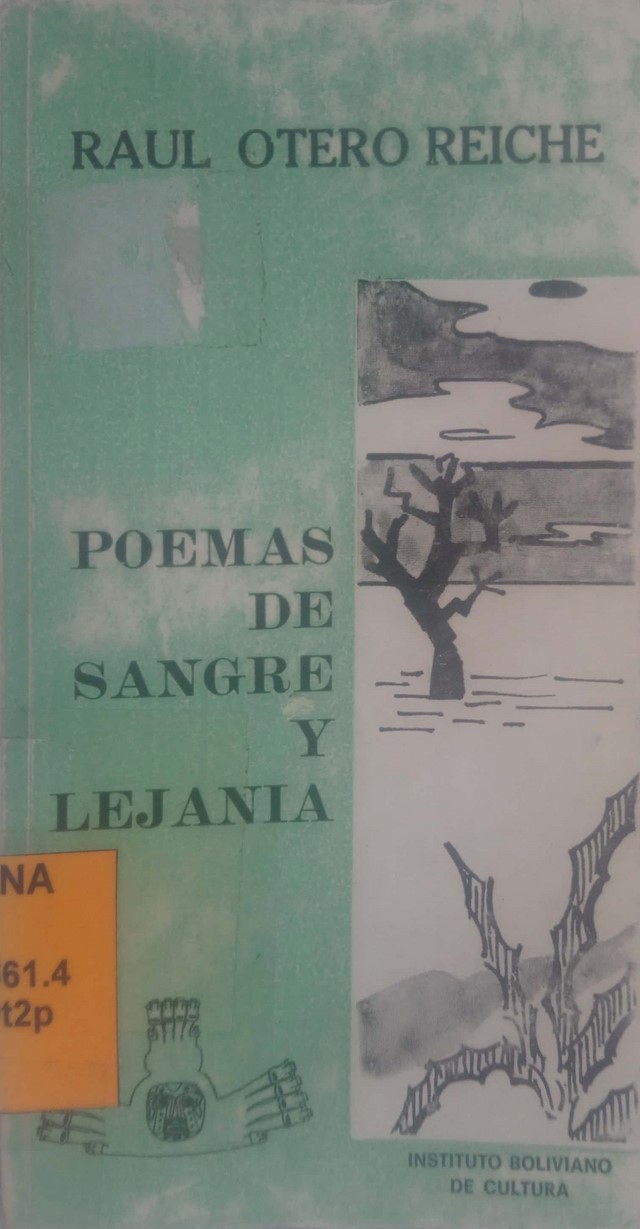 RAUL OTERO REICHE
POEMAS
DE
SANGRE
Y
LEJANIA
NA
61.4
t2p
INSTITUTO BOLIVIANO
DE CULTURA